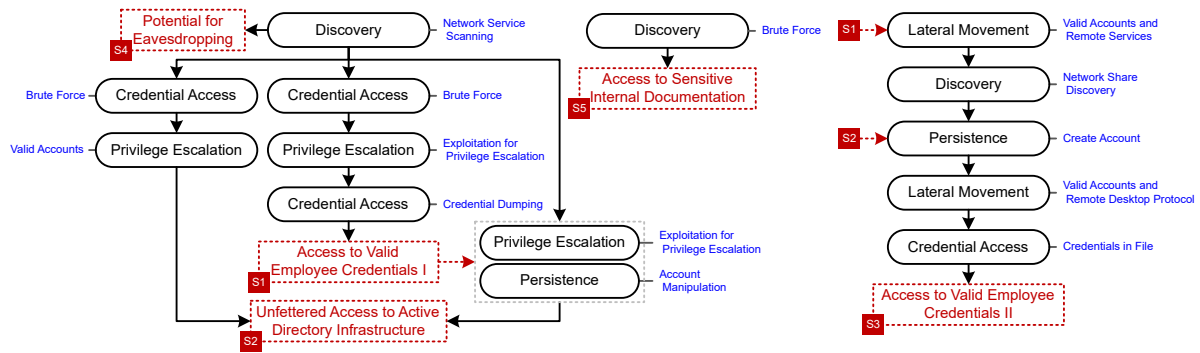 Potential for
Eavesdropping
S4
Discovery
Network Service
Scanning
Brute Force
Credential Access
Credential Access
Brute Force
Valid Accounts
Privilege Escalation
Privilege Escalation
Exploitation for
Privilege Escalation
Credential Access
Credential Dumping
Access to Valid
Employee Credentials I
S1
Privilege Escalation
Exploitation for
Privilege Escalation
Persistence
Account
Manipulation
Unfettered Access to Active
Directory Infrastructure
S2
Discovery
Brute Force
Access to Sensitive
Internal Documentation
S5
S1
Lateral Movement
Valid Accounts and
Remote Services
Discovery
Network Share
Discovery
S2
Persistence
Create Account
Lateral Movement
Valid Accounts and
Remote Desktop Protocol
Credential Access
Credentials in File
Access to Valid Employee
Credentials II
S3